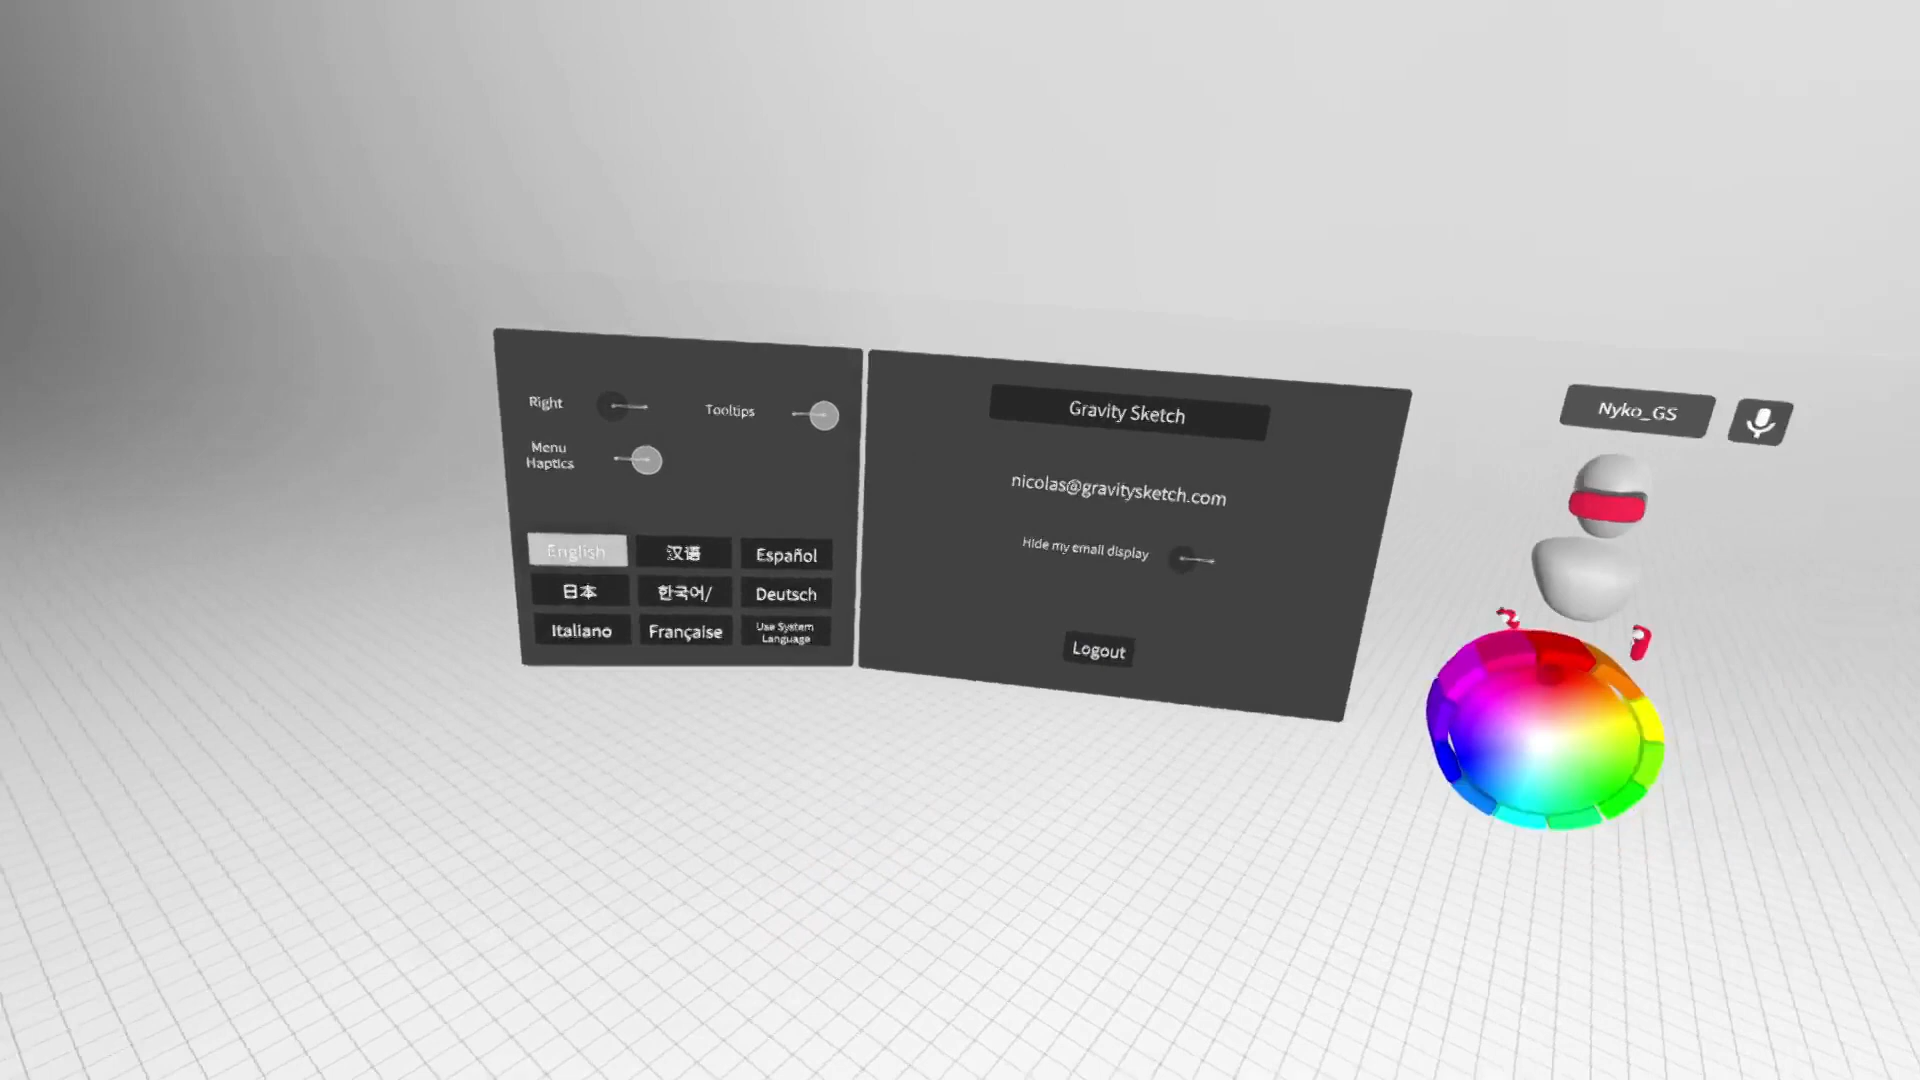 Right
Tooltips
Menu
Haptics
English
汉语
Español
日本
한국어/
Deutsch
Italiano
Française
Use System
Language
Gravity Sketch
nicolas@gravitysketch.com
Hide my email display
Logout
Nyko_GS